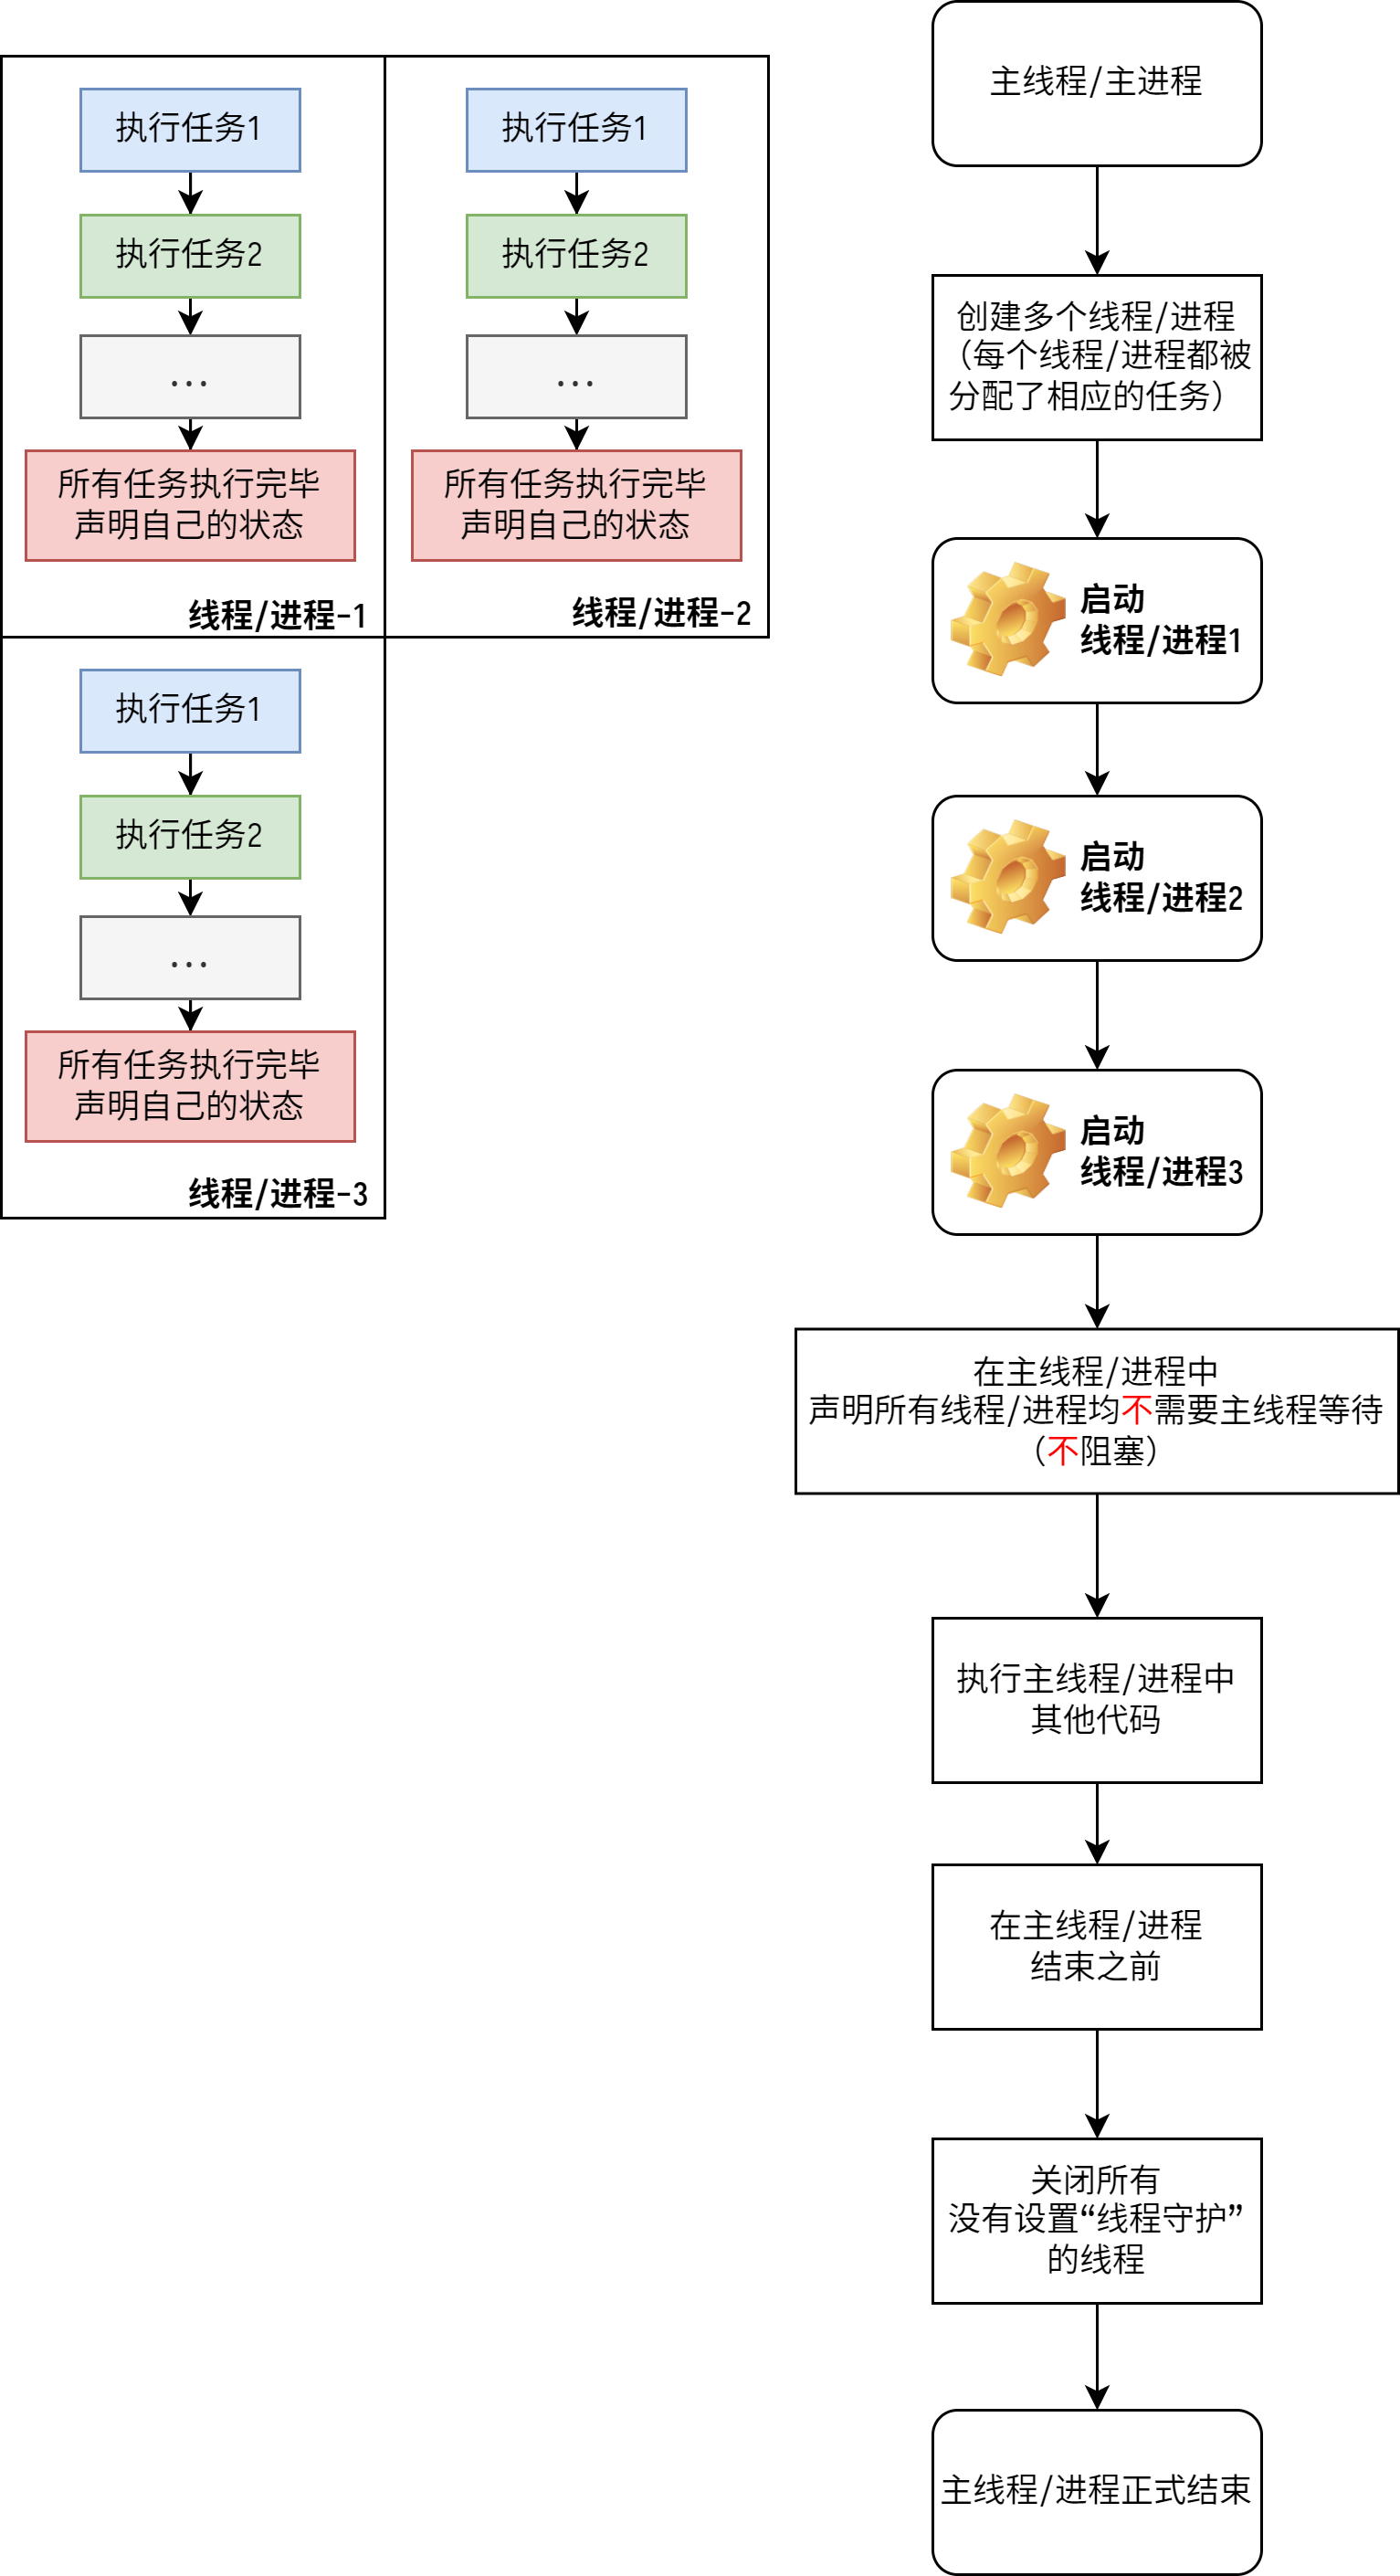 执行任务1
执行任务2
...
所有任务执行完毕
声明自己的状态
线程/进程-1
执行任务1
执行任务2
...
所有任务执行完毕
声明自己的状态
线程/进程-2
执行任务1
执行任务2
...
所有任务执行完毕
声明自己的状态
线程/进程-3
主线程/主进程
创建多个线程/进程
（每个线程/进程都被
分配了相应的任务）
启动
线程/进程1
启动
线程/进程2
启动
线程/进程3
在主线程/进程中
声明所有线程/进程均不需要主线程等待
（不阻塞）
执行主线程/进程中
其他代码
在主线程/进程
结束之前
关闭所有
没有设置“线程守护”
的线程
主线程/进程正式结束